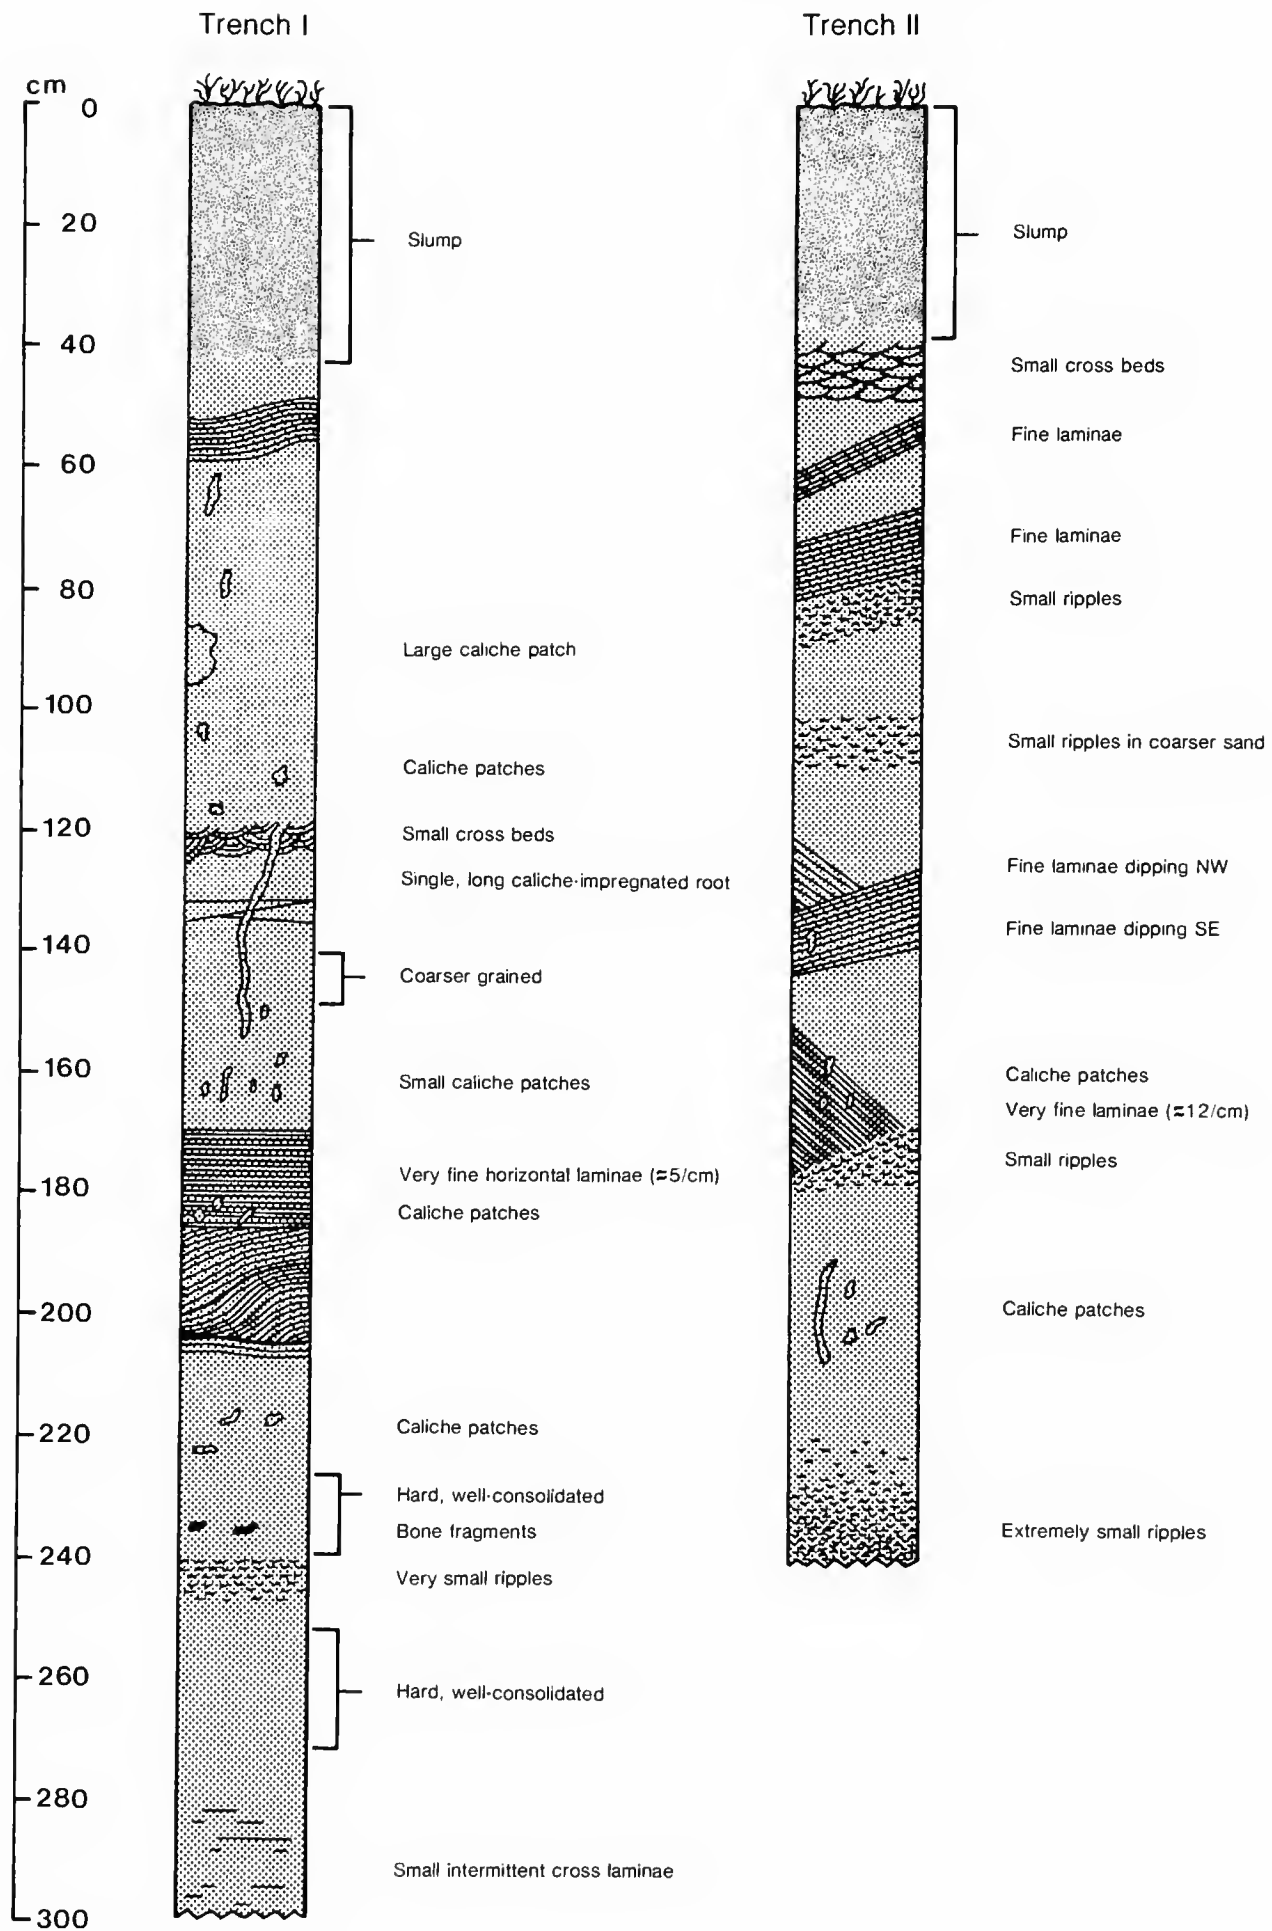 Trench I
Trench II
cm
0
20
40
60
80
100
120
140
160
180
200
220
240
260
280
300
Slump
Large caliche patch
Caliche patches
Small cross beds
Single, long caliche-impregnated root
Coarser grained
Small caliche patches
Very fine horizontal laminae (≈5/cm)
Caliche patches
Caliche patches
Hard, well-consolidated
Bone fragments
Very small ripples
Hard, well-consolidated
Small intermittent cross laminae
Slump
Small cross beds
Fine laminae
Fine laminae
Small ripples
Small ripples in coarser sand
Fine laminae dipping NW
Fine laminae dipping SE
Caliche patches
Very fine laminae (≈12/cm)
Small ripples
Caliche patches
Extremely small ripples